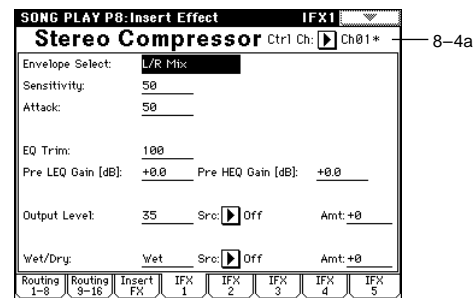 SONG PLAY P8:Insert Effect IFX1
Stereo Compressor Ctrl Ch: Ch01* 8–4a
Envelope Select: L/R Mix
Sensitivity: 50
Attack: 50
EQ Trim: 100
Pre LEQ Gain [dB]: +0.0 Pre HEQ Gain [dB]: +0.0
Output Level: 35 Src: Off Amt: +0
Wet/Dry: Wet Src: Off Amt: +0
Routing 1-8 Routing 9-16 Insert FX IFX 1 IFX 2 IFX 3 IFX 4 IFX 5